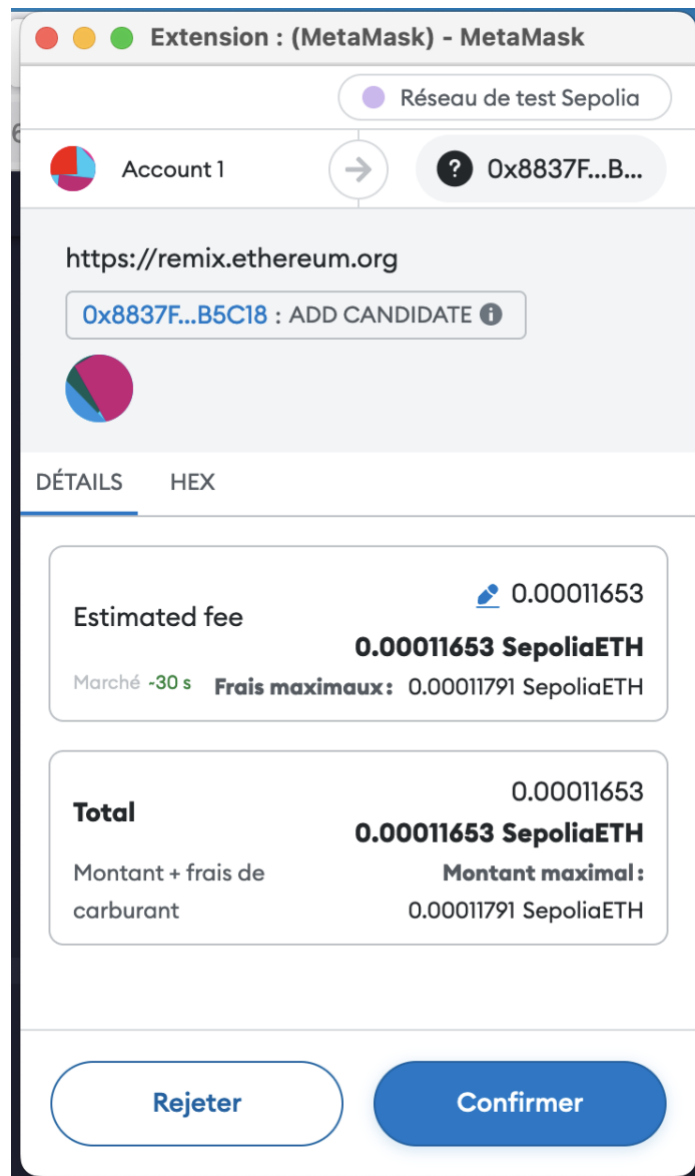 Extension : (MetaMask) - MetaMask
Réseau de test Sepolia
Account 1
0x8837F...B...
https://remix.ethereum.org
0x8837F...B5C18 : ADD CANDIDATE
DÉTAILS HEX
0.00011653
Estimated fee
0.00011653 SepoliaETH
Marché -30 s Frais maximaux : 0.00011791 SepoliaETH
0.00011653
Total
0.00011653 SepoliaETH
Montant + frais de Montant maximal :
carburant 0.00011791 SepoliaETH
Rejeter Confirmer